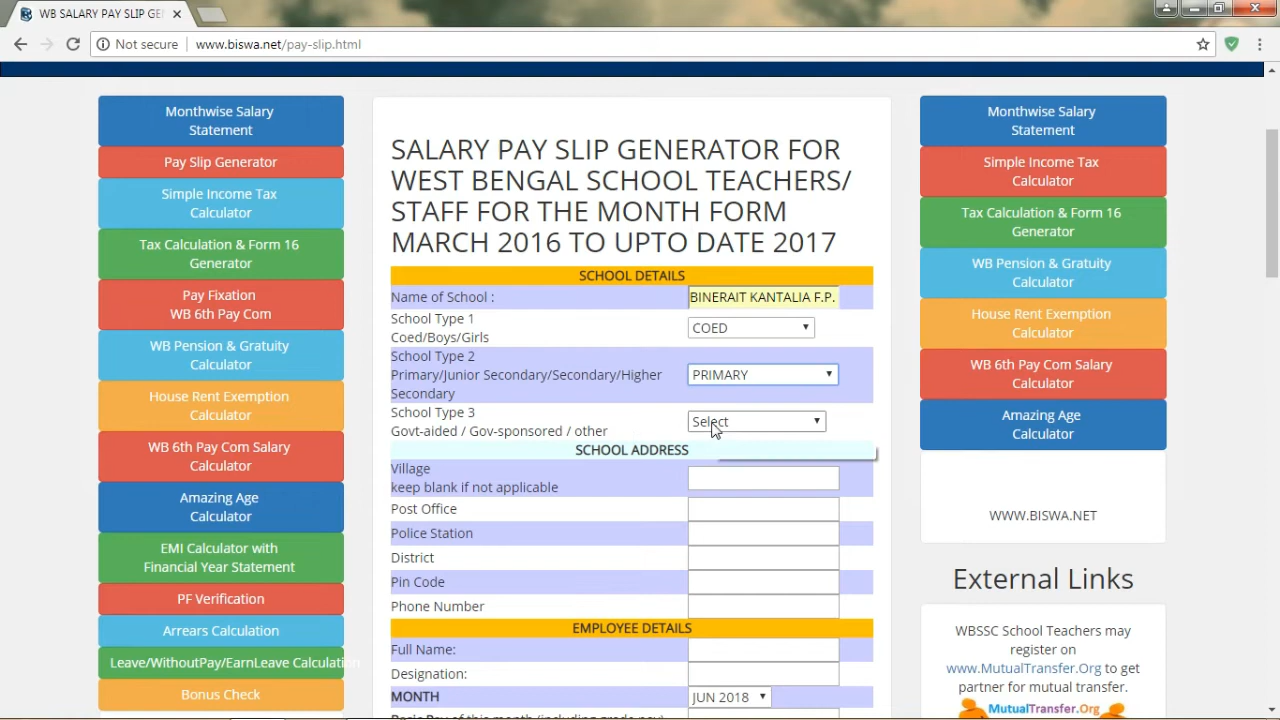 WB SALARY PAY SLIP GEN
Not secure
www.biswa.net/pay-slip.html
Monthwise Salary
Statement
Pay Slip Generator
Simple Income Tax
Calculator
Tax Calculation & Form 16
Generator
Pay Fixation
WB 6th Pay Com
WB Pension & Gratuity
Calculator
House Rent Exemption
Calculator
WB 6th Pay Com Salary
Calculator
Amazing Age
Calculator
EMI Calculator with
Financial Year Statement
PF Verification
Arrears Calculation
Leave/WithoutPay/EarnLeave Calculation
Bonus Check
SALARY PAY SLIP GENERATOR FOR
WEST BENGAL SCHOOL TEACHERS/
STAFF FOR THE MONTH FORM
MARCH 2016 TO UPTO DATE 2017
SCHOOL DETAILS
Name of School : BINERAIT KANTALIA F.P.
School Type 1
Coed/Boys/Girls
COED
School Type 2
Primary/Junior Secondary/Secondary/Higher
Secondary
PRIMARY
School Type 3
Govt-aided / Gov-sponsored / other
Select
SCHOOL ADDRESS
Village
keep blank if not applicable
Post Office
Police Station
District
Pin Code
Phone Number
EMPLOYEE DETAILS
Full Name:
Designation:
MONTH JUN 2018
Basic Pay of this month (including grade pay)
Monthwise Salary
Statement
Simple Income Tax
Calculator
Tax Calculation & Form 16
Generator
WB Pension & Gratuity
Calculator
House Rent Exemption
Calculator
WB 6th Pay Com Salary
Calculator
Amazing Age
Calculator
WWW.BISWA.NET
External Links
WBSSC School Teachers may
register on
www.MutualTransfer.Org to get
partner for mutual transfer.
MutualTransfer.Org